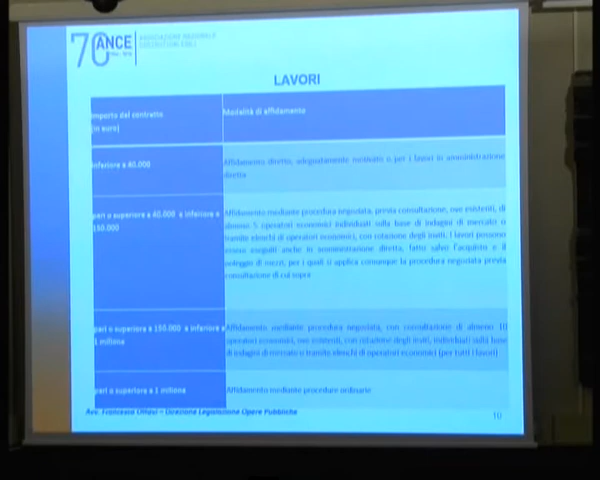 70 ANCE ASSOCIAZIONE NAZIONALE
COSTRUTTORI EDILI
LAVORI
Importo del contratto
(in euro)
Modalità di affidamento
inferiore a 40.000
Affidamento diretto, adeguatamente motivato o per i lavori in amministrazione
diretta
pari o superiore a 40.000 e inferiore a
150.000
Affidamento mediante procedura negoziata, previa consultazione, ove esistenti, di
almeno 5 operatori economici individuati sulla base di indagini di mercato o
tramite elenchi di operatori economici, con rotazione degli inviti. I lavori possono
essere eseguiti anche in amministrazione diretta, fatto salvo l'acquisto e il
noleggio di mezzi, per i quali si applica comunque la procedura negoziata previa
consultazione di cui sopra
pari o superiore a 150.000 e inferiore a
1 milione
Affidamento mediante procedura negoziata, con consultazione di almeno 10
operatori economici, ove esistenti, con rotazione degli inviti, individuati sulla base
di indagini di mercato o tramite elenchi di operatori economici (per tutti i lavori)
pari o superiore a 1 milione
Affidamento mediante procedure ordinarie
Avv. Francesca Ottavi – Direzione Legislazione Opere Pubbliche
10